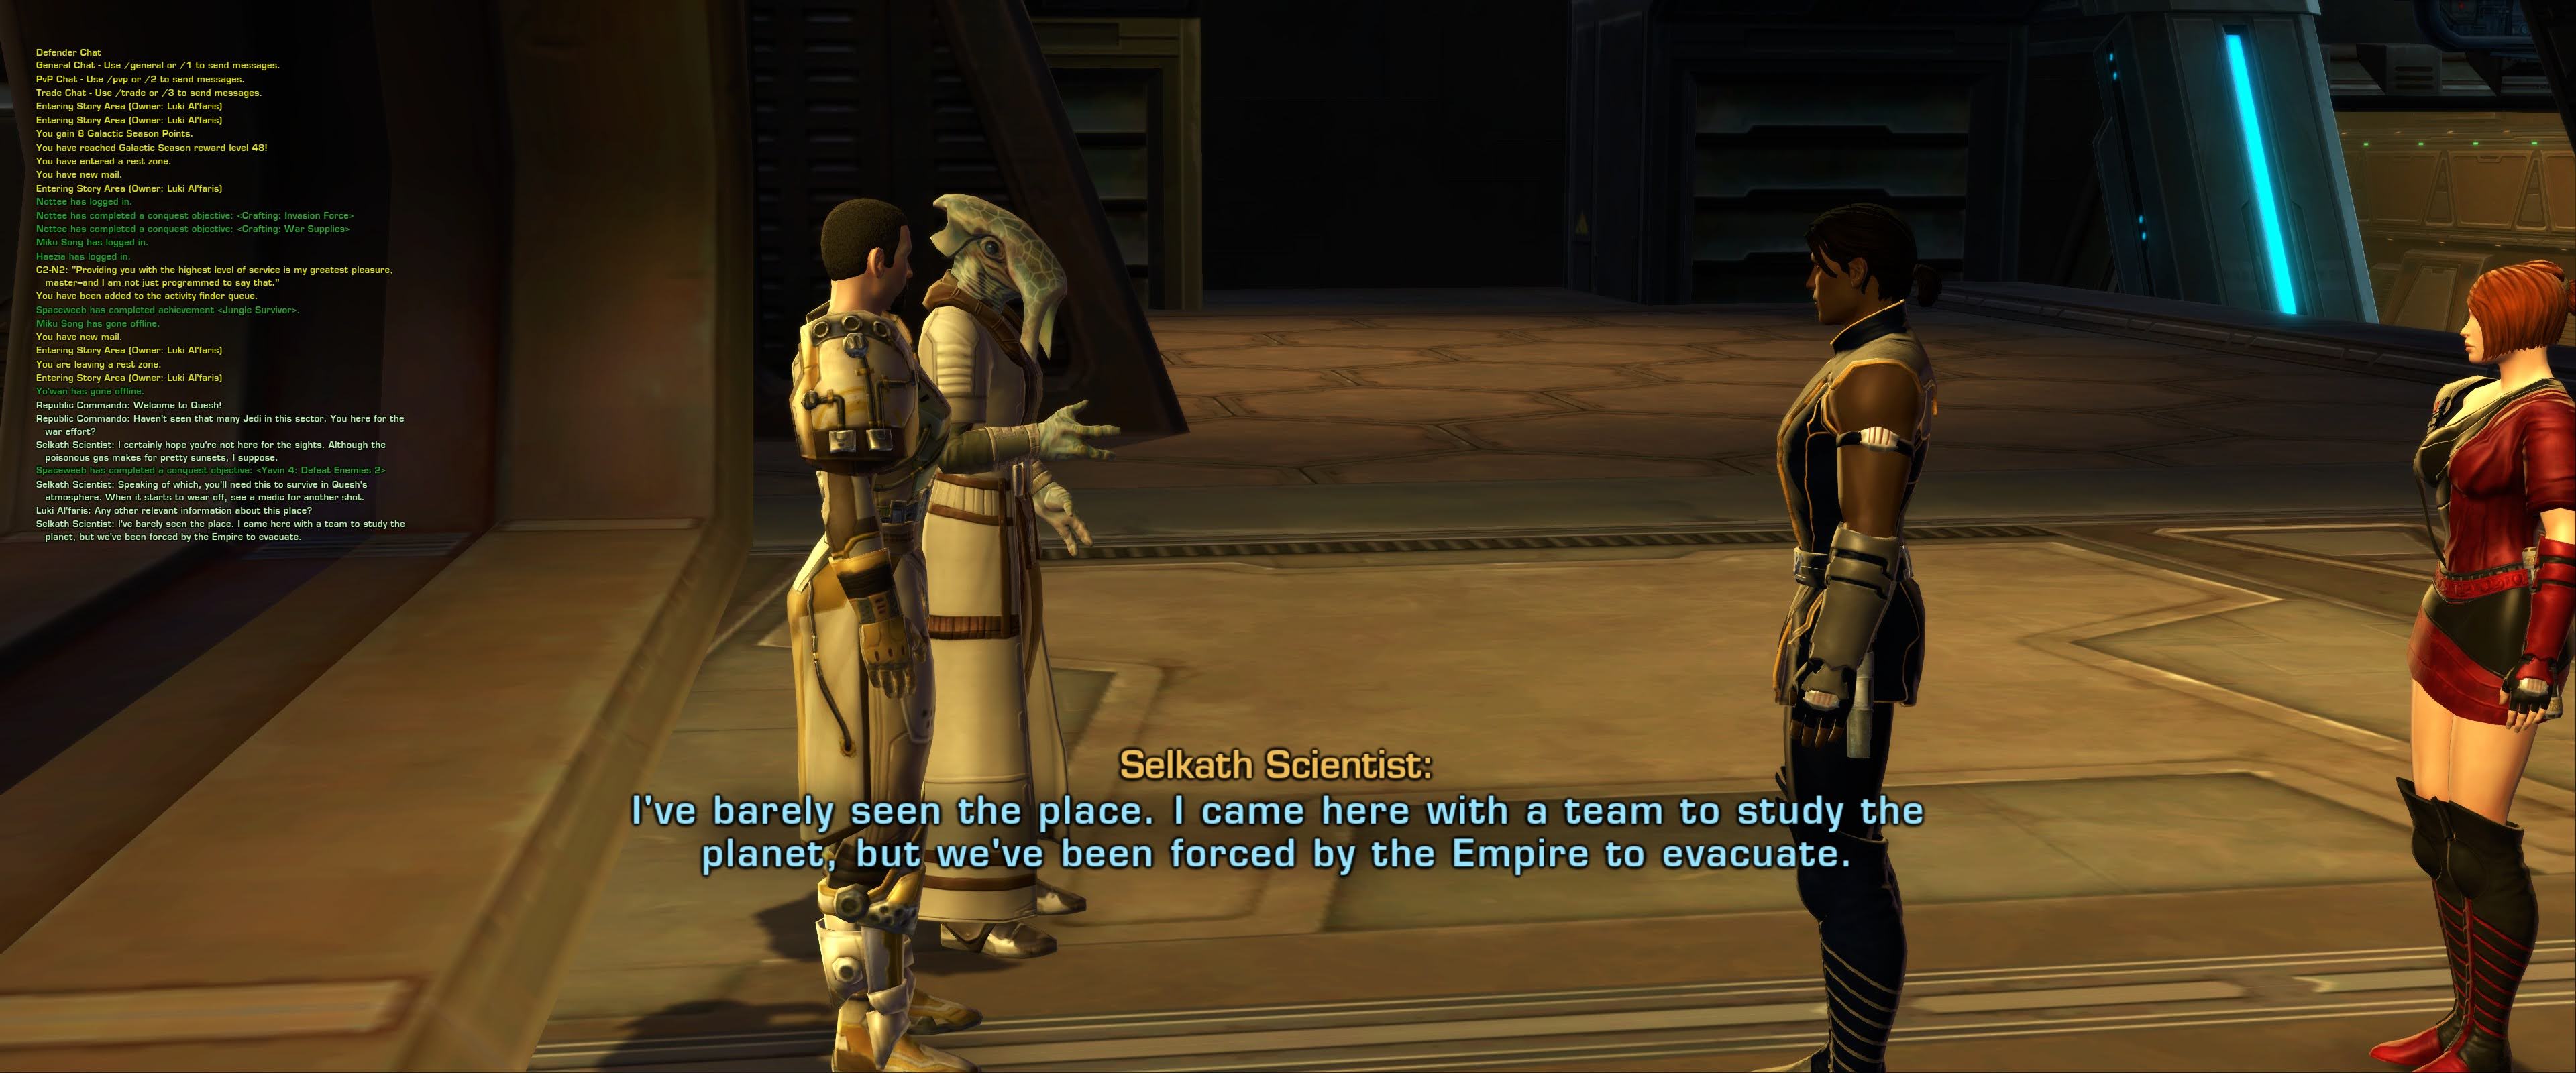 Defender Chat
General Chat - Use /general or /1 to send messages.
PvP Chat - Use /pvp or /2 to send messages.
Trade Chat - Use /trade or /3 to send messages.
Entering Story Area (Owner: Luki Al'faris)
Entering Story Area (Owner: Luki Al'faris)
You gain 8 Galactic Season Points.
You have reached Galactic Season reward level 48!
You have entered a rest zone.
You have new mail.
Entering Story Area (Owner: Luki Al'faris)
Nottee has logged in.
Nottee has completed a conquest objective: <Crafting: Invasion Force>
Nottee has completed a conquest objective: <Crafting: War Supplies>
Miku Song has logged in.
Haezia has logged in.
C2-N2: "Providing you with the highest level of service is my greatest pleasure,
master–and I am not just programmed to say that."
You have been added to the activity finder queue.
Spaceweeb has completed achievement <Jungle Survivor>.
Miku Song has gone offline.
You have new mail.
Entering Story Area (Owner: Luki Al'faris)
You are leaving a rest zone.
Entering Story Area (Owner: Luki Al'faris)
Yo'wan has gone offline.
Republic Commando: Welcome to Quesh!
Republic Commando: Haven't seen that many Jedi in this sector. You here for the
war effort?
Selkath Scientist: I certainly hope you're not here for the sights. Although the
poisonous gas makes for pretty sunsets, I suppose.
Spaceweeb has completed a conquest objective: <Yavin 4: Defeat Enemies 2>
Selkath Scientist: Speaking of which, you'll need this to survive in Quesh's
atmosphere. When it starts to wear off, see a medic for another shot.
Luki Al'faris: Any other relevant information about this place?
Selkath Scientist: I've barely seen the place. I came here with a team to study the
planet, but we've been forced by the Empire to evacuate.
Selkath Scientist:
I've barely seen the place. I came here with a team to study the
planet, but we've been forced by the Empire to evacuate.